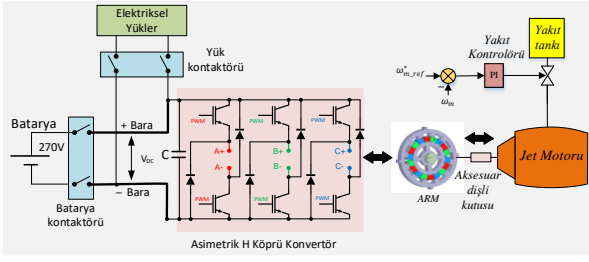 Elektriksel
Yükler
Yük
kontaktörü
Batarya
270V
Batarya
kontaktörü
+ Bara
V_DC
− Bara
C
PWM
PWM
PWM
A+
B+
C+
A-
B-
C-
PWM
PWM
PWM
Asimetrik H Köprü Konvertör
ARM
Aksesuar
dişli
kutusu
Jet Motoru
ω*m_ref
−
ωm
PI
Yakıt
Kontrolörü
Yakıt
tankı